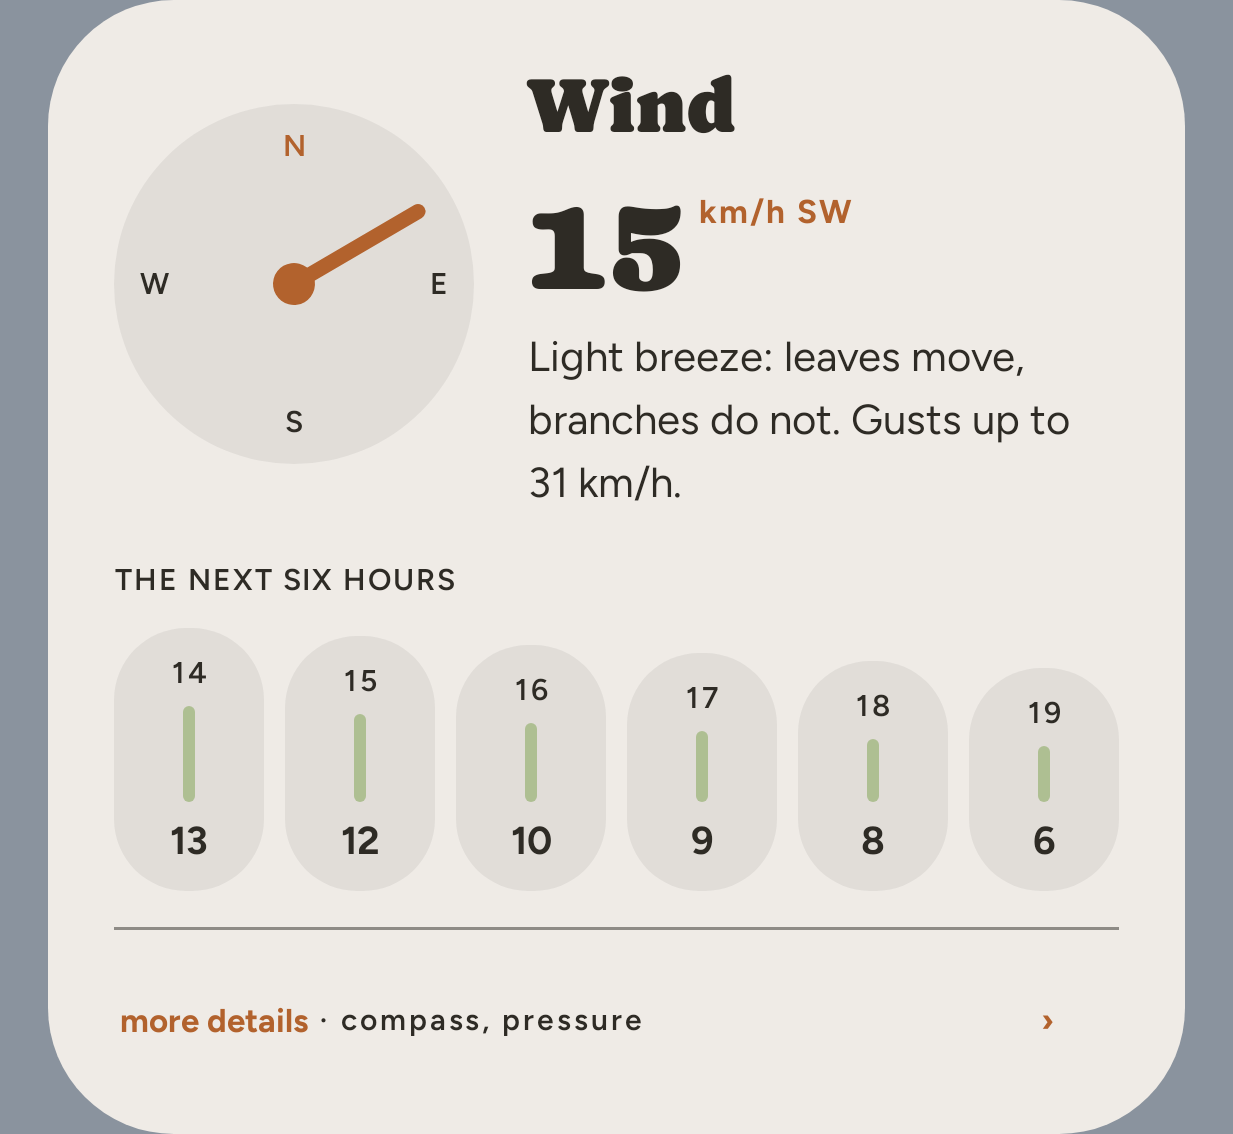 N
W
E
S
Wind
15 km/h SW
Light breeze: leaves move,
branches do not. Gusts up to
31 km/h.
THE NEXT SIX HOURS
14 15 16 17 18 19
13 12 10 9 8 6
more details · compass, pressure ›